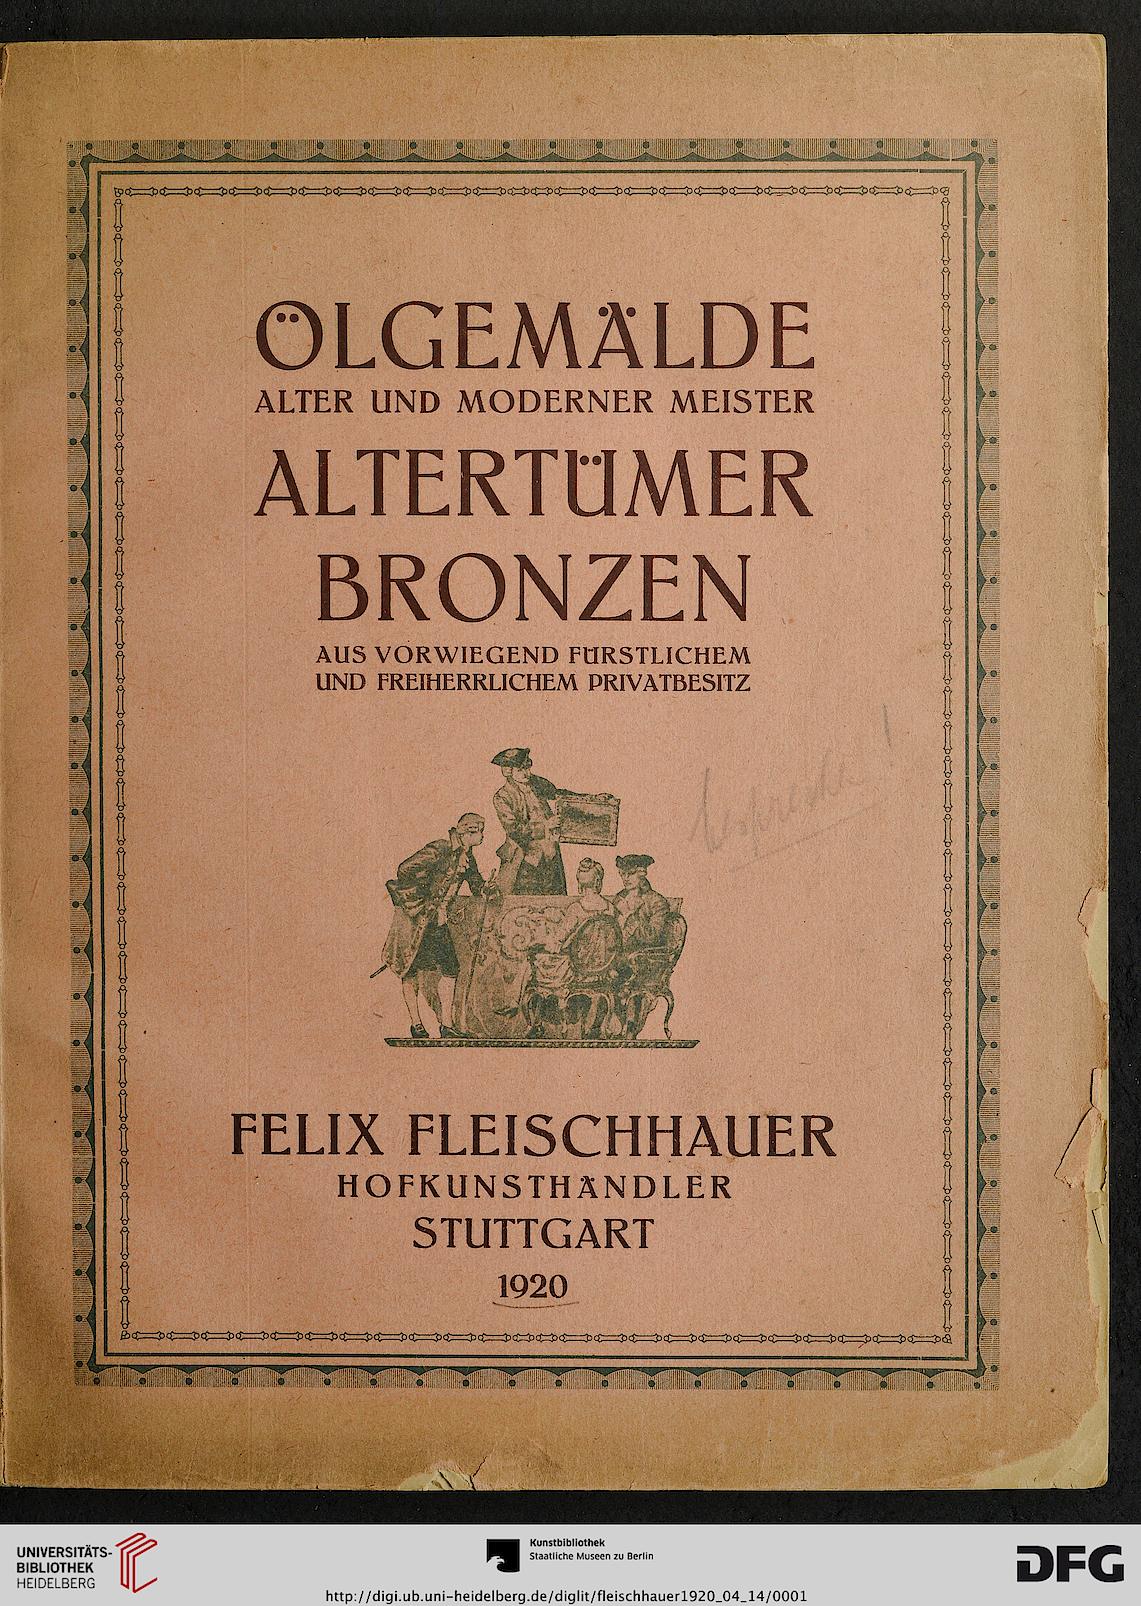 ÖLGEMÄLDE
ALTER UND MODERNER MEISTER
ALTERTÜMER
BRONZEN
AUS VORWIEGEND FÜRSTLICHEM
UND FREIHERRLICHEM PRIVATBESITZ
FELIX FLEISCHHAUER
HOFKUNSTHÄNDLER
STUTTGART
1920
UNIVERSITÄTS-
BIBLIOTHEK
HEIDELBERG
Kunstbibliothek
Staatliche Museen zu Berlin
DFG
http://digi.ub.uni-heidelberg.de/diglit/fleischhauer1920_04_14/0001